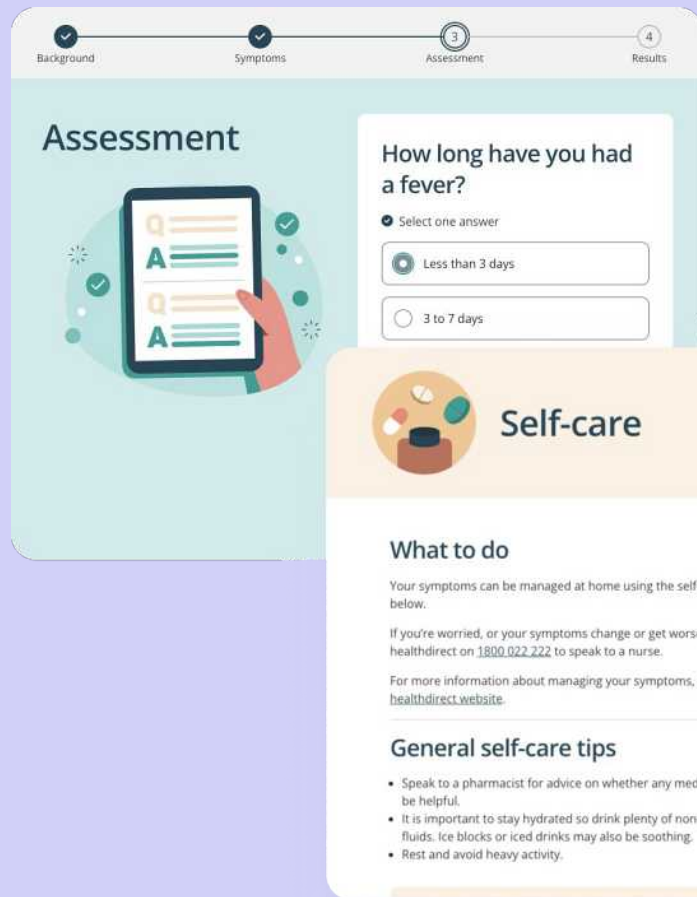 3
4
Background
Symptoms
Assessment
Results
Assessment
How long have you had
a fever?
Select one answer
Less than 3 days
3 to 7 days
Q
A
Q
A
Self-care
What to do
Your symptoms can be managed at home using the self
below.
If you're worried, or your symptoms change or get wors
healthdirect on 1800 022 222 to speak to a nurse.
For more information about managing your symptoms,
healthdirect website.
General self-care tips
• Speak to a pharmacist for advice on whether any med
be helpful.
• It is important to stay hydrated so drink plenty of non
fluids. Ice blocks or iced drinks may also be soothing.
• Rest and avoid heavy activity.